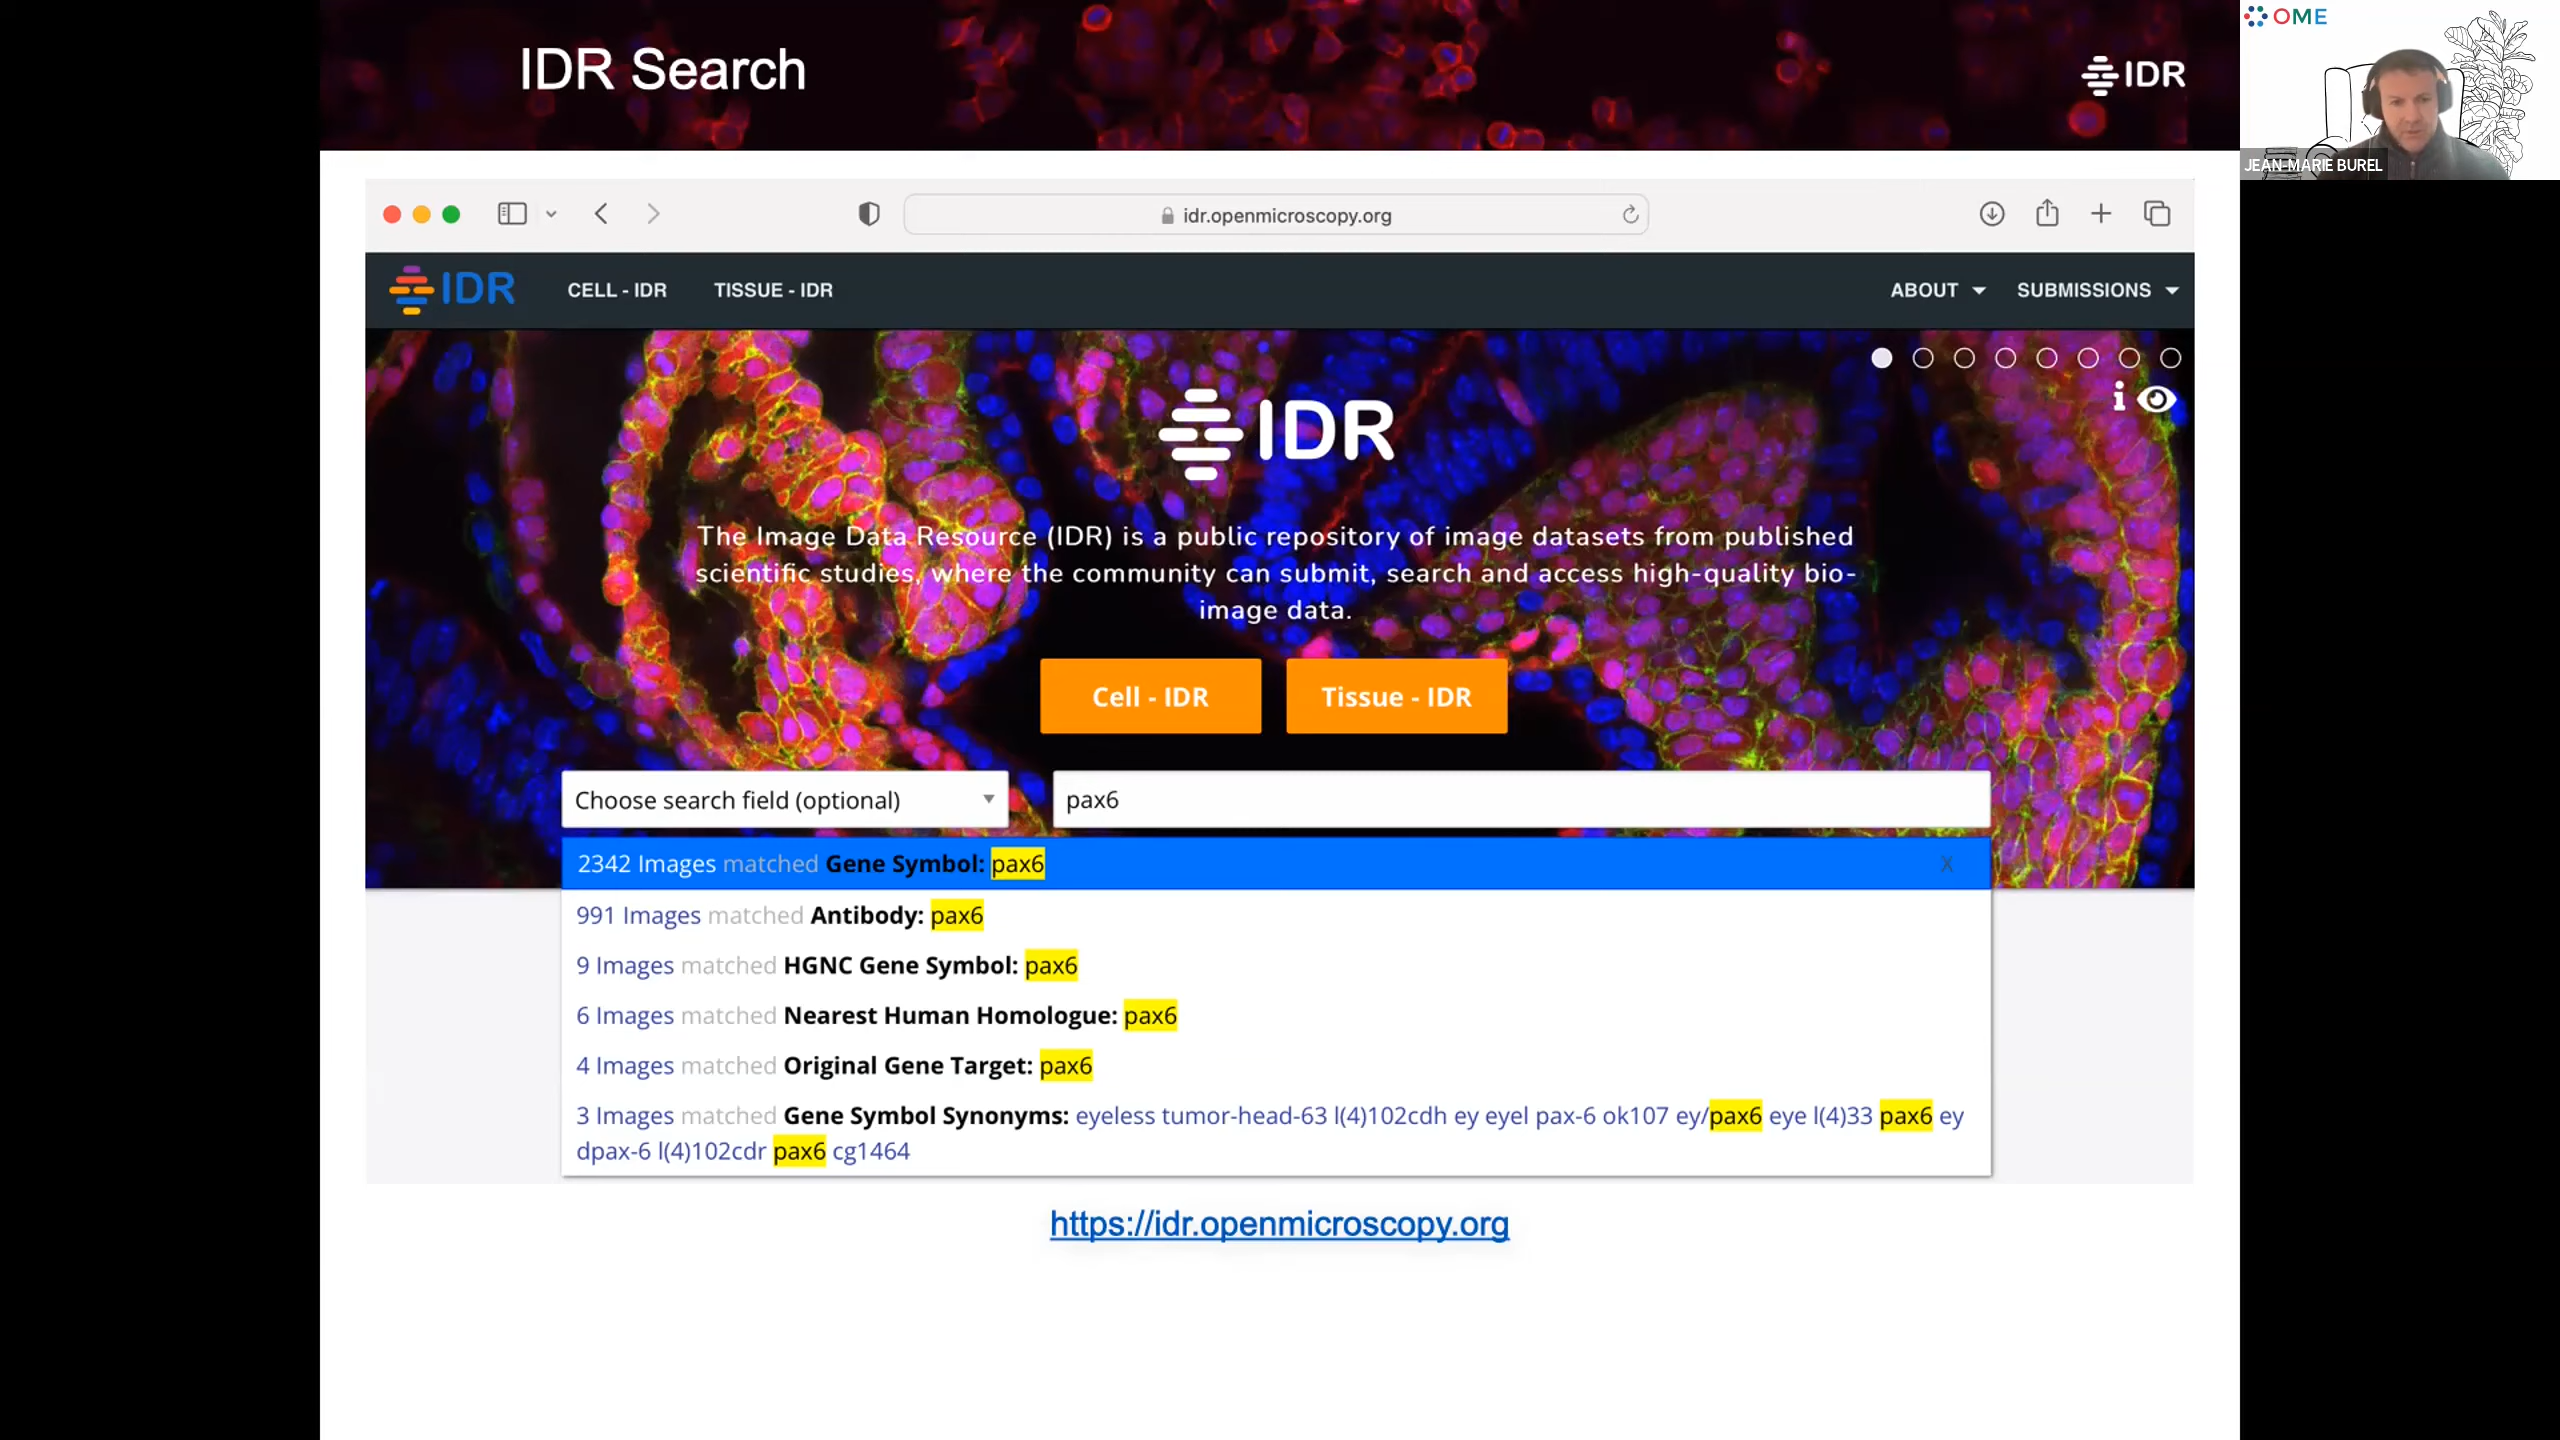 IDR Search
IDR
OME
JEAN-MARIE BUREL
idr.openmicroscopy.org
IDR
CELL - IDR
TISSUE - IDR
ABOUT
SUBMISSIONS
IDR
The Image Data Resource (IDR) is a public repository of image datasets from published
scientific studies, where the community can submit, search and access high-quality bio-
image data.
Cell - IDR
Tissue - IDR
Choose search field (optional)
pax6
2342 Images matched Gene Symbol: pax6
X
991 Images matched Antibody: pax6
9 Images matched HGNC Gene Symbol: pax6
6 Images matched Nearest Human Homologue: pax6
4 Images matched Original Gene Target: pax6
3 Images matched Gene Symbol Synonyms: eyeless tumor-head-63 l(4)102cdh ey eyel pax-6 ok107 ey/pax6 eye l(4)33 pax6 ey
dpax-6 l(4)102cdr pax6 cg1464
https://idr.openmicroscopy.org